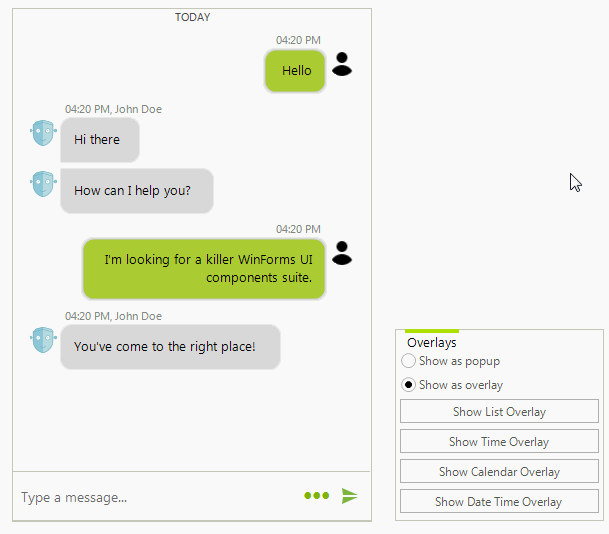 TODAY
04:20 PM
Hello
04:20 PM, John Doe
Hi there
How can I help you?
04:20 PM
I'm looking for a killer WinForms UI
components suite.
04:20 PM, John Doe
You've come to the right place!
Type a message...
Overlays
Show as popup
Show as overlay
Show List Overlay
Show Time Overlay
Show Calendar Overlay
Show Date Time Overlay